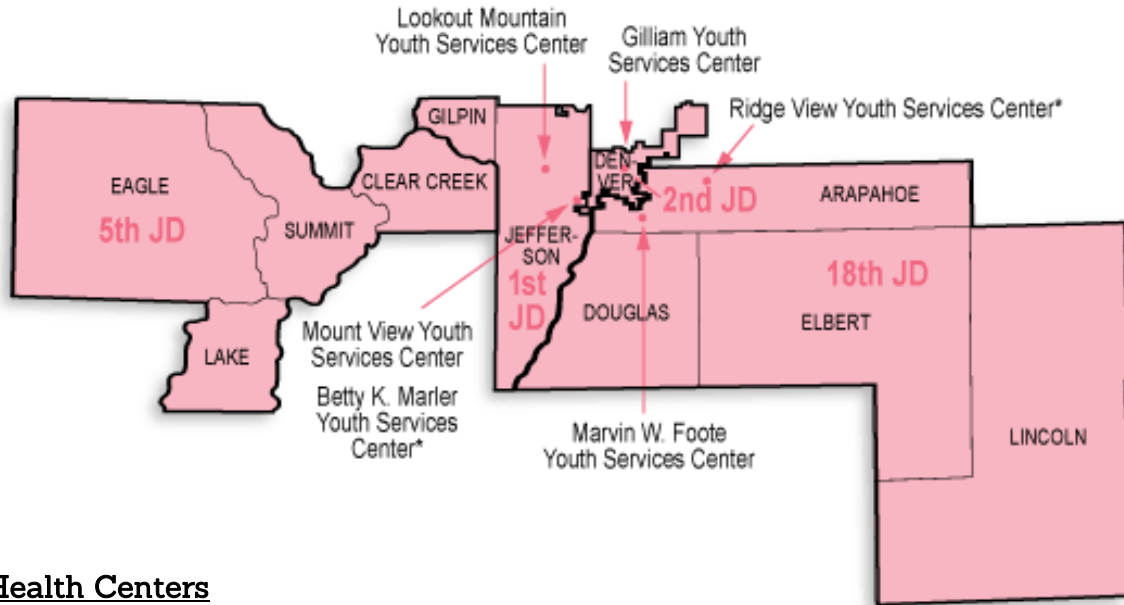 Lookout Mountain
Youth Services Center
Gilliam Youth
Services Center
Ridge View Youth Services Center*
GILPIN
DEN-
VER
EAGLE
CLEAR CREEK
ARAPAHOE
2nd JD
5th JD
SUMMIT
JEFFER-
SON
1st
JD
18th JD
DOUGLAS
ELBERT
Mount View Youth
Services Center
LAKE
Betty K. Marler
Youth Services
Center*
Marvin W. Foote
Youth Services Center
LINCOLN
Health Centers